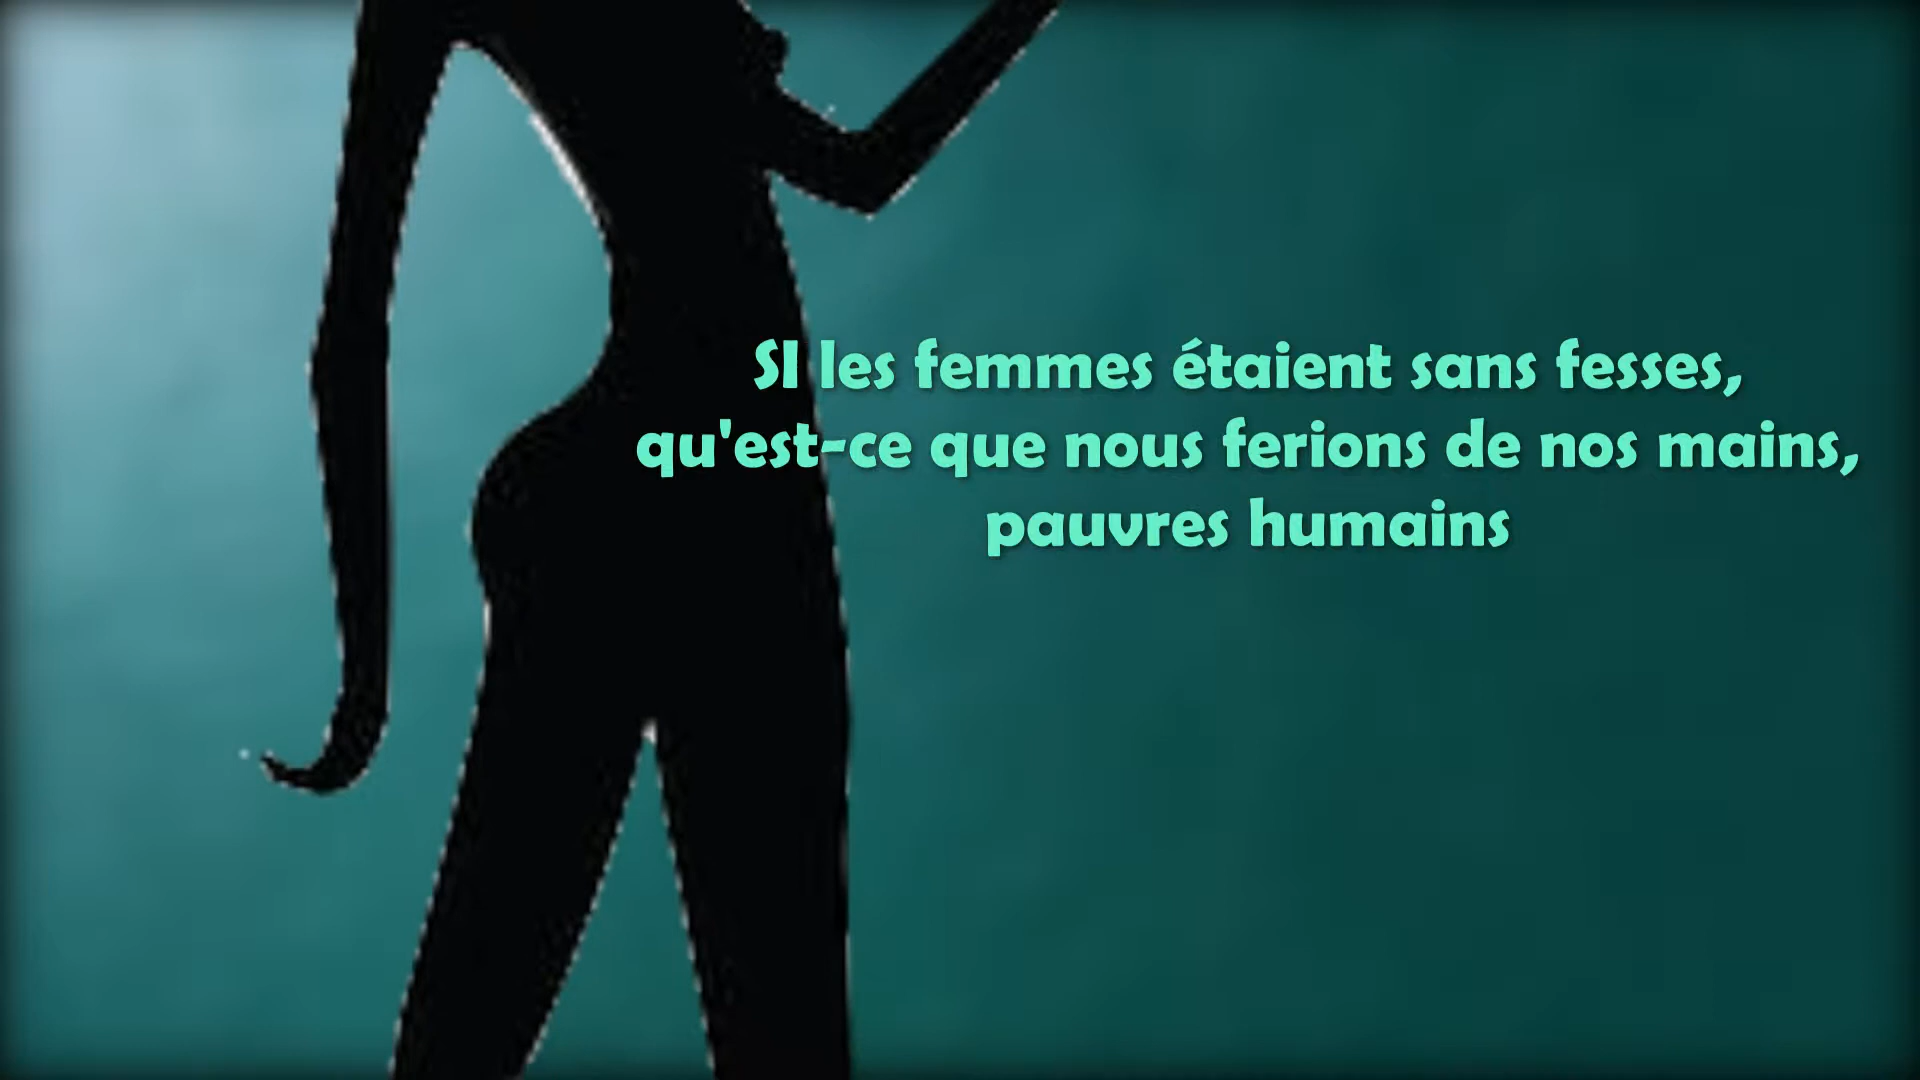 SI les femmes étaient sans fesses,
qu'est-ce que nous ferions de nos mains,
pauvres humains